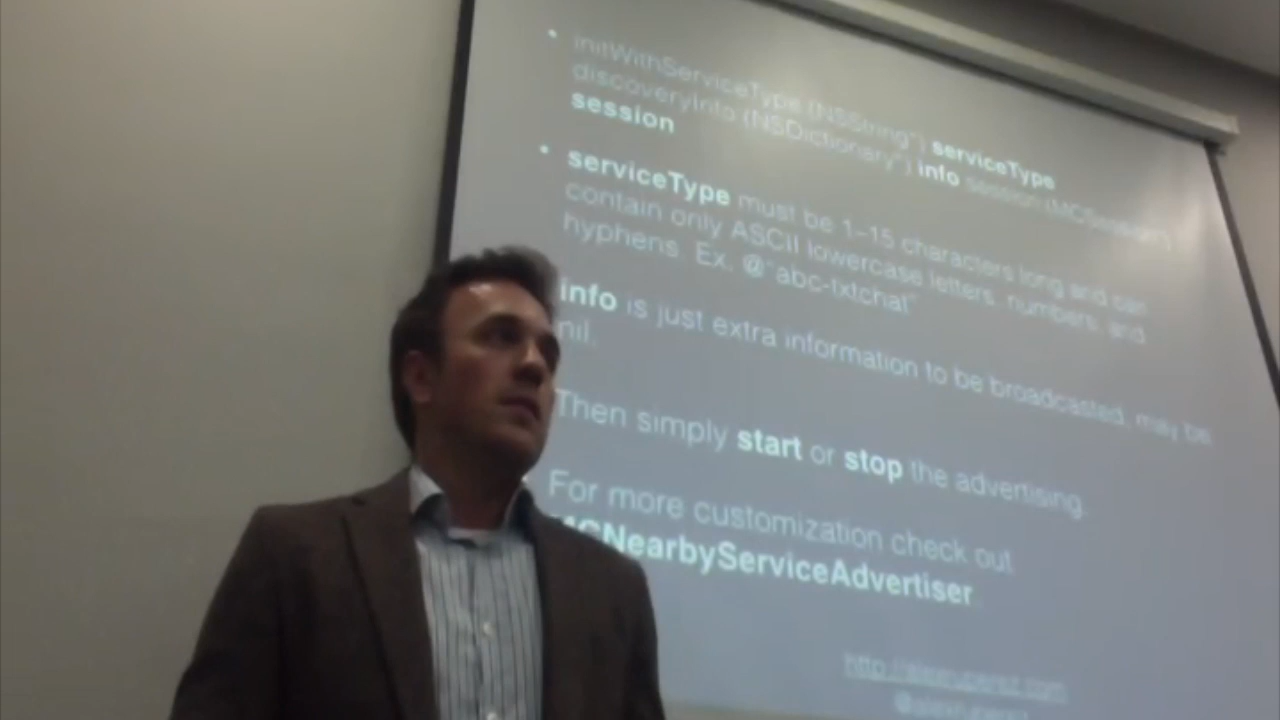 initWithServiceType (NSString*) serviceType
discoveryInfo (NSDictionary*) info session (MCSession*)
session
serviceType must be 1–15 characters long and can
contain only ASCII lowercase letters, numbers, and
hyphens. Ex. @"abc-txtchat"
info is just extra information to be broadcasted, may be
nil.
Then simply start or stop the advertising.
For more customization check out
MCNearbyServiceAdvertiser